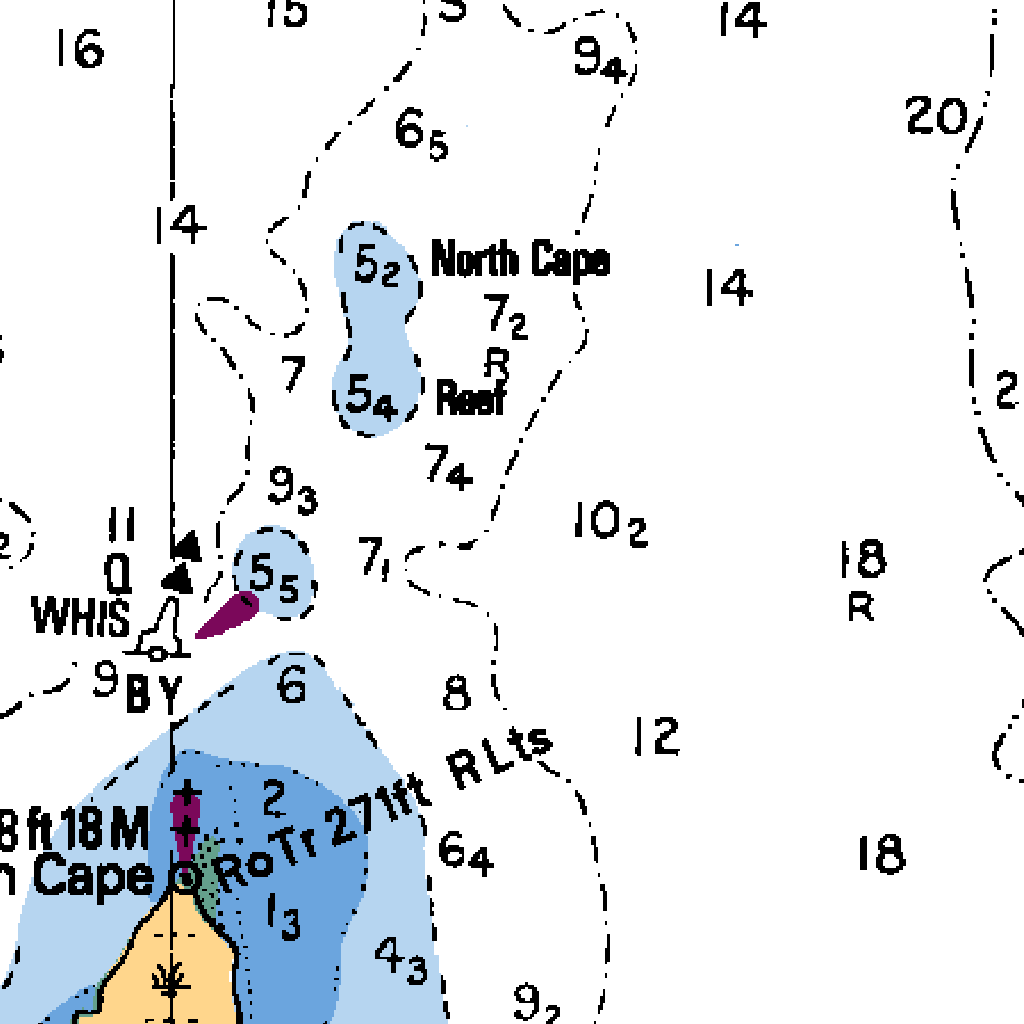 15
14
16
9₄
20
6₅
14
5₂ North Cape
14
7₂
R
7
5₄ Reef
7₄
9₃
11
10₂
Q
5₅
7₁
18
R
WHIS
9
BY
6
8
12
R Lts
2
RoTr 271ft
8 ft 18 M
6₄
18
Cape
1₃
4₃
9₂